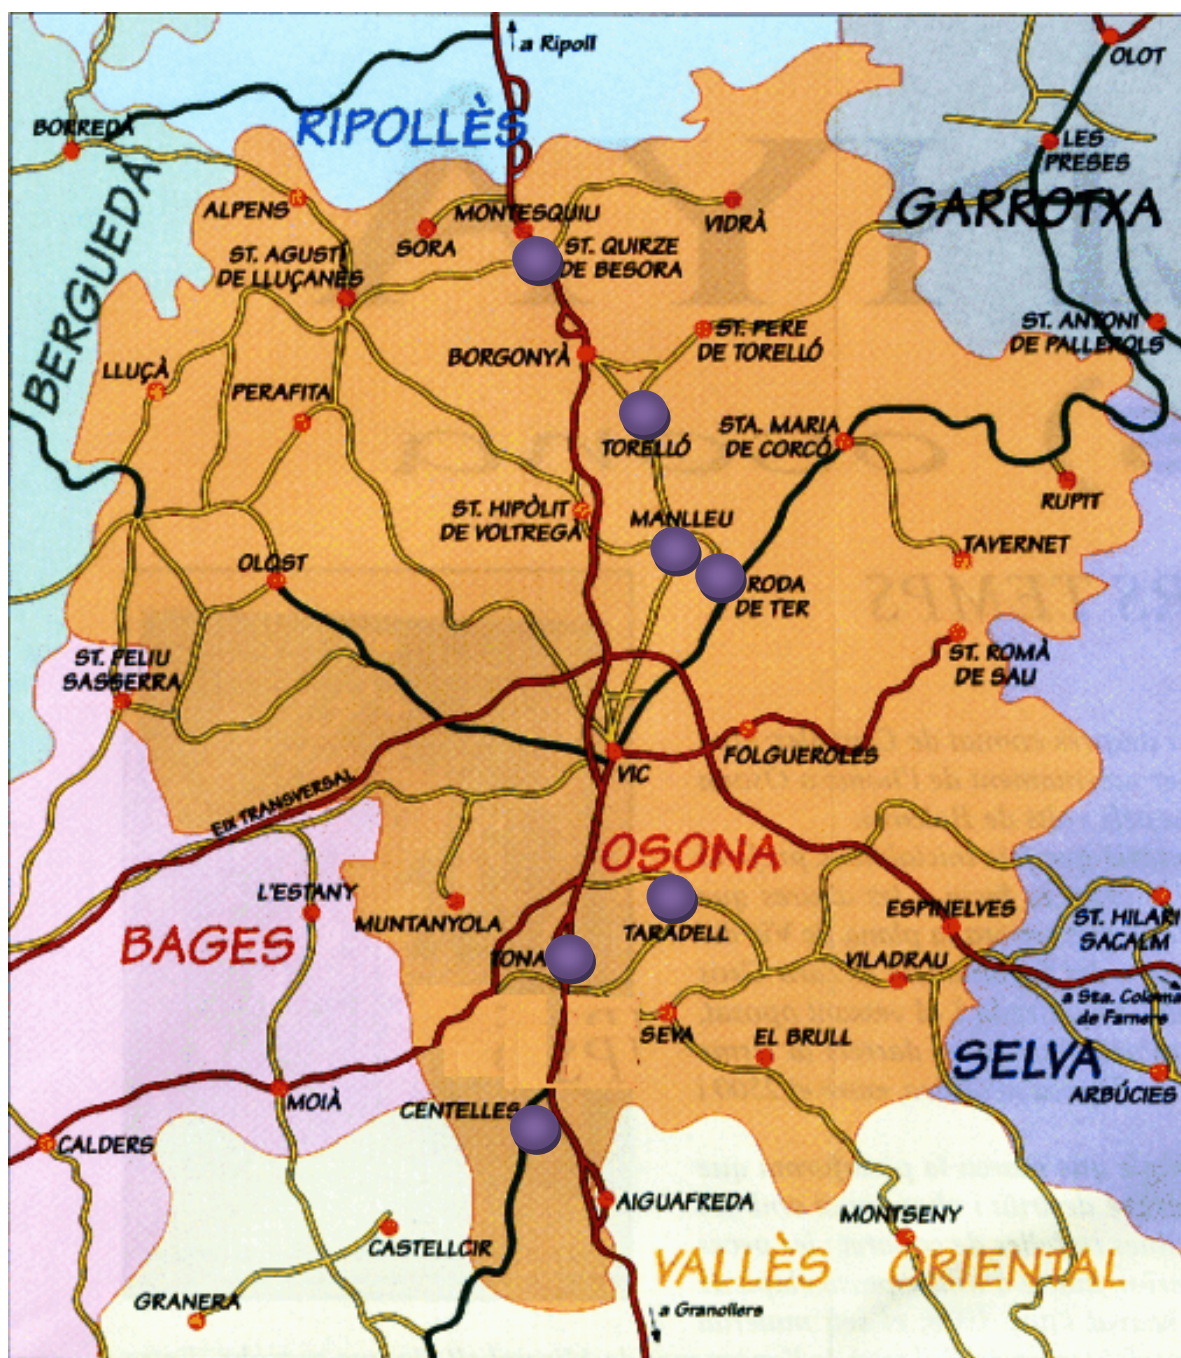 a Ripoll
OLOT
BORREDÀ
RIPOLLÈS
LES
PRESES
BERGUEDÀ
ALPENS
SORA
MONTESQUIU
VIDRÀ
GARROTXA
ST. AGUSTÍ
DE LLUÇANÈS
ST. QUIRZE
DE BESORA
ST. ANTONI
DE PALLEROLS
LLUÇÀ
PERAFITA
BORGONYÀ
ST. PERE
DE TORELLÓ
TORELLÓ
STA. MARIA
DE CORCÓ
RUPIT
ST. HIPÒLIT
DE VOLTREGÀ
MANLLEU
TAVERNET
OLOST
RODA
DE TER
ST. FELIU
SASSERRA
ST. ROMÀ
DE SAU
FOLGUEROLES
VIC
EIX TRANSVERSAL
OSONA
L'ESTANY
MUNTANYOLA
TARADELL
ESPINELVES
ST. HILARI
SACALM
BAGES
TONA
VILADRAU
a Sta. Coloma
de Farners
SEVA
EL BRULL
SELVA
ARBÚCIES
MOIÀ
CENTELLES
CALDERS
AIGUAFREDA
MONTSENY
CASTELLCIR
VALLÈS ORIENTAL
GRANERA
a Granollers